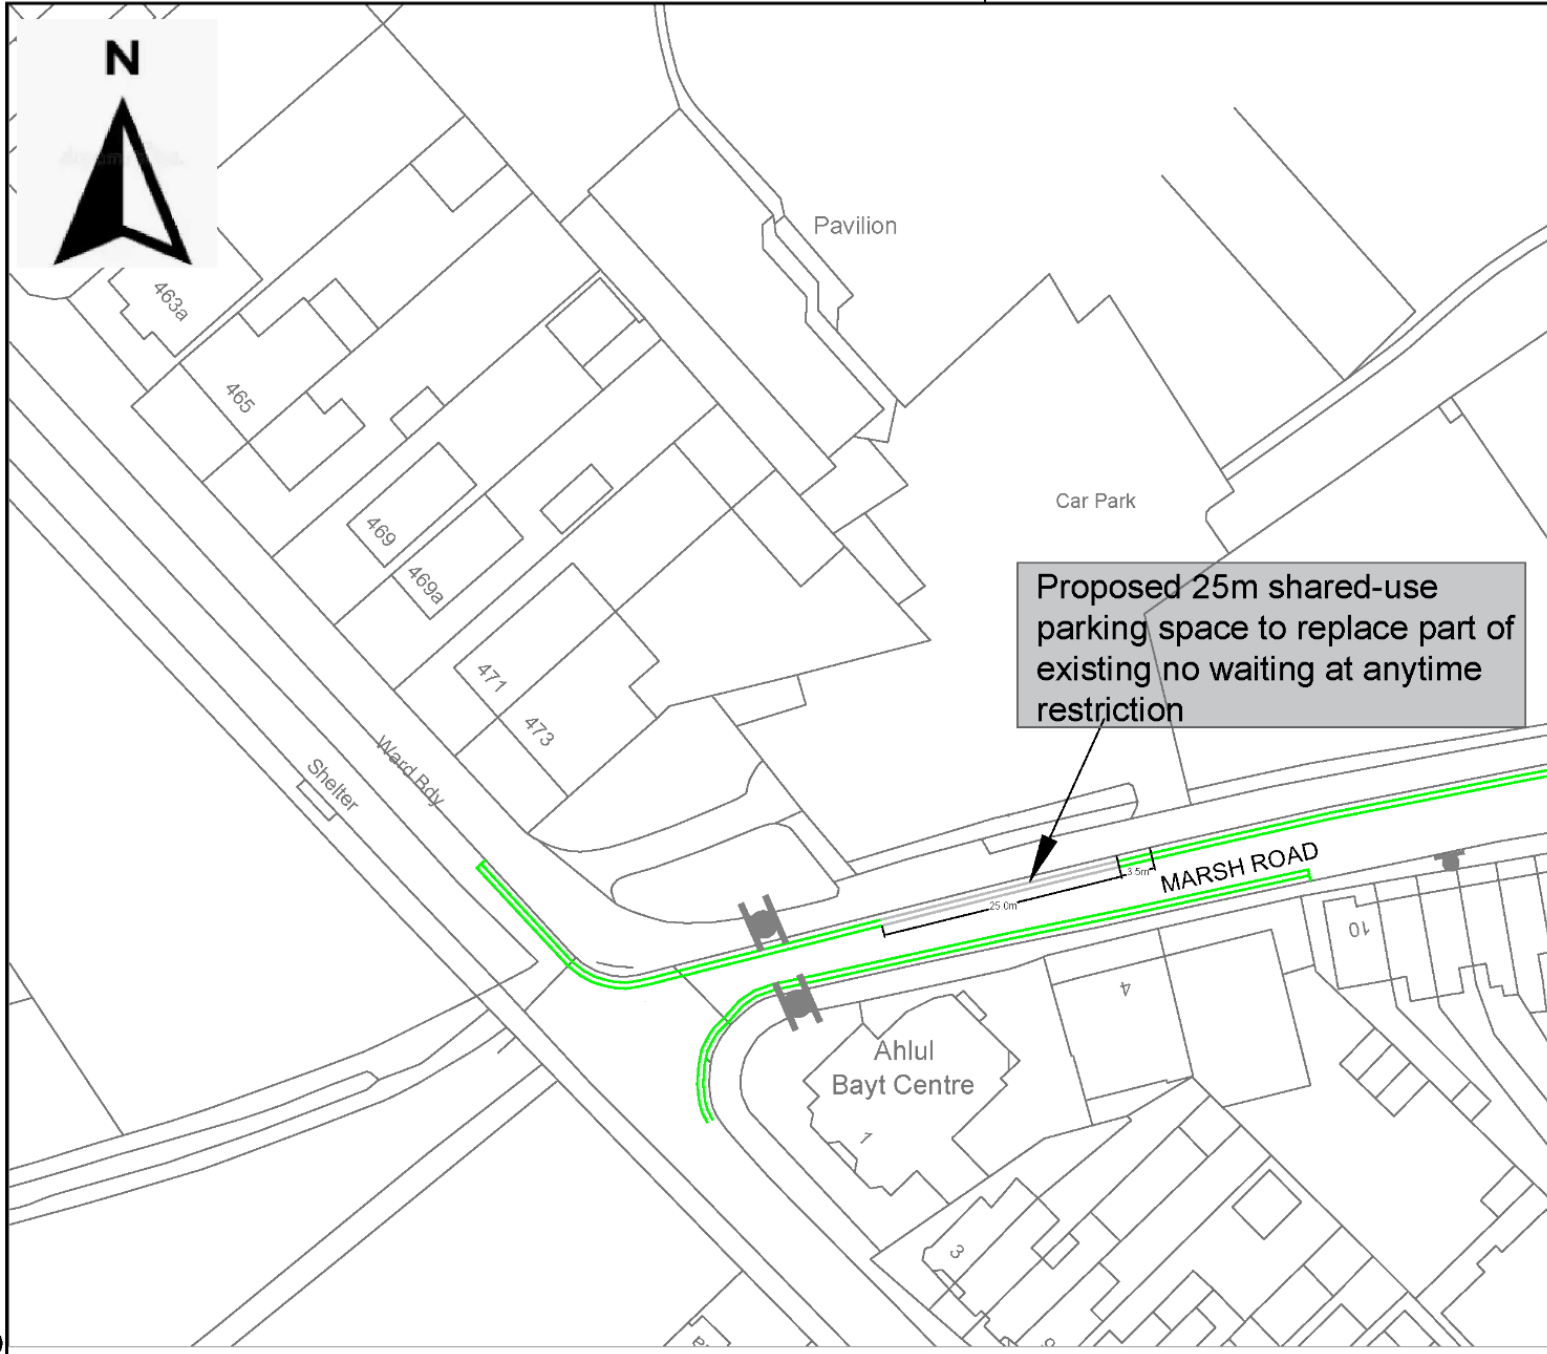 N
Pavilion
463a
465
Car Park
469
469a
Proposed 25m shared-use
parking space to replace part of
existing no waiting at anytime
restriction
471
473
Ward Bdy
Shelter
MARSH ROAD
3.5m
25.0m
10
4
Ahlul
Bayt Centre
1
3